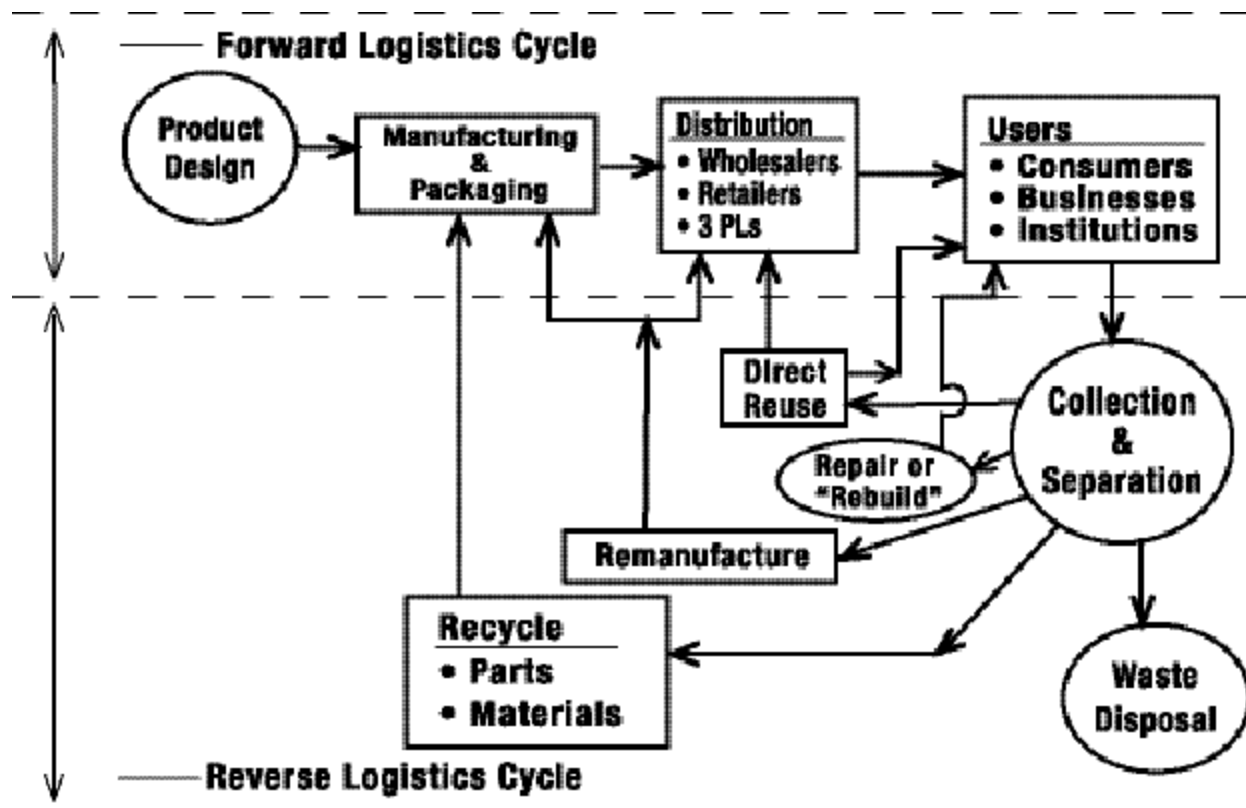 Forward Logistics Cycle
Product
Design
Manufacturing
&
Packaging
Distribution
• Wholesalers
• Retailers
• 3 PLs
Users
• Consumers
• Businesses
• Institutions
Direct
Reuse
Collection
&
Separation
Repair or
"Rebuild"
Remanufacture
Recycle
• Parts
• Materials
Waste
Disposal
Reverse Logistics Cycle